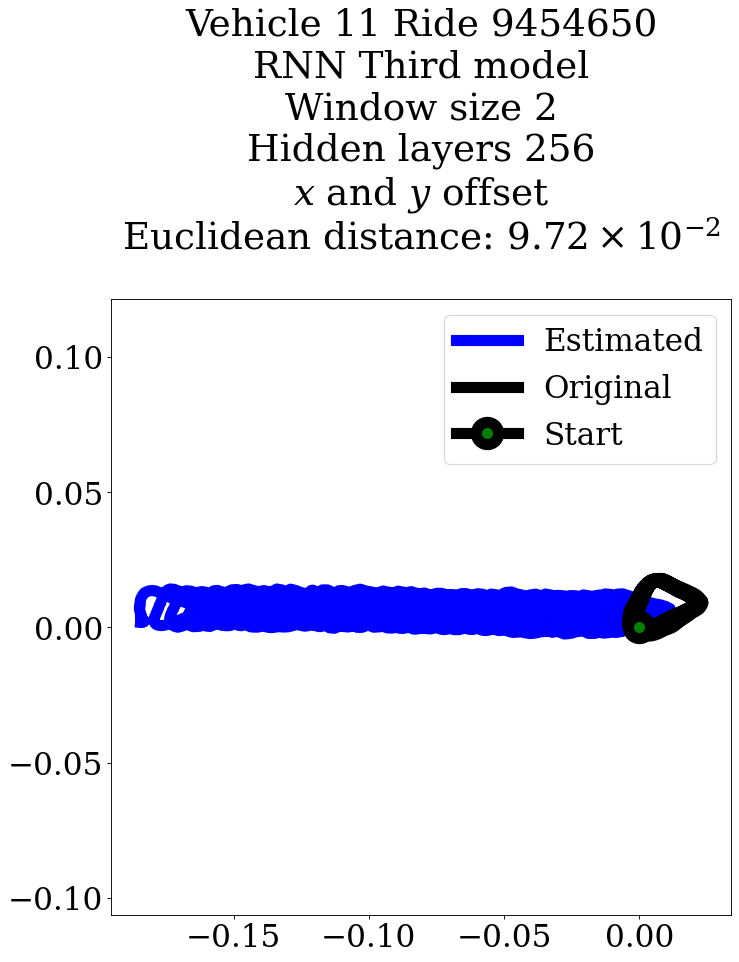 Vehicle 11 Ride 9454650
RNN Third model
Window size 2
Hidden layers 256
x and y offset
Euclidean distance: 9.72 × 10⁻²
Estimated
Original
Start
0.10
0.05
0.00
−0.05
−0.10
−0.15 −0.10 −0.05 0.00